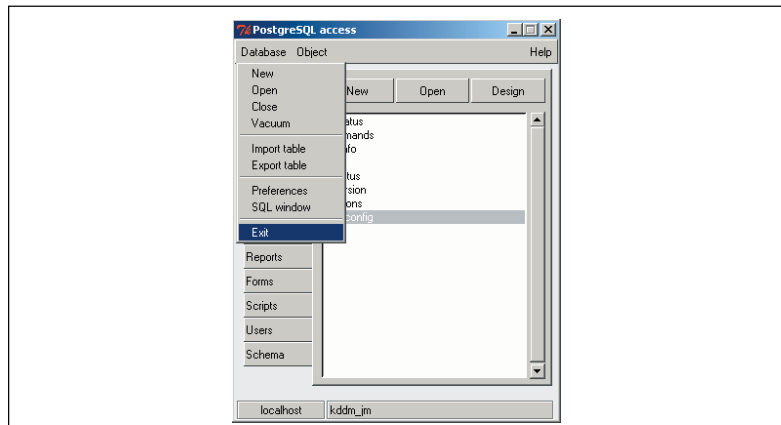 PostgreSQL access
Database Object Help
New
Open
Close
Vacuum
Import table
Export table
Preferences
SQL window
Exit
New Open Design
atus
mands
fo
tus
rsion
ons
config
Reports
Forms
Scripts
Users
Schema
localhost kddm_jm